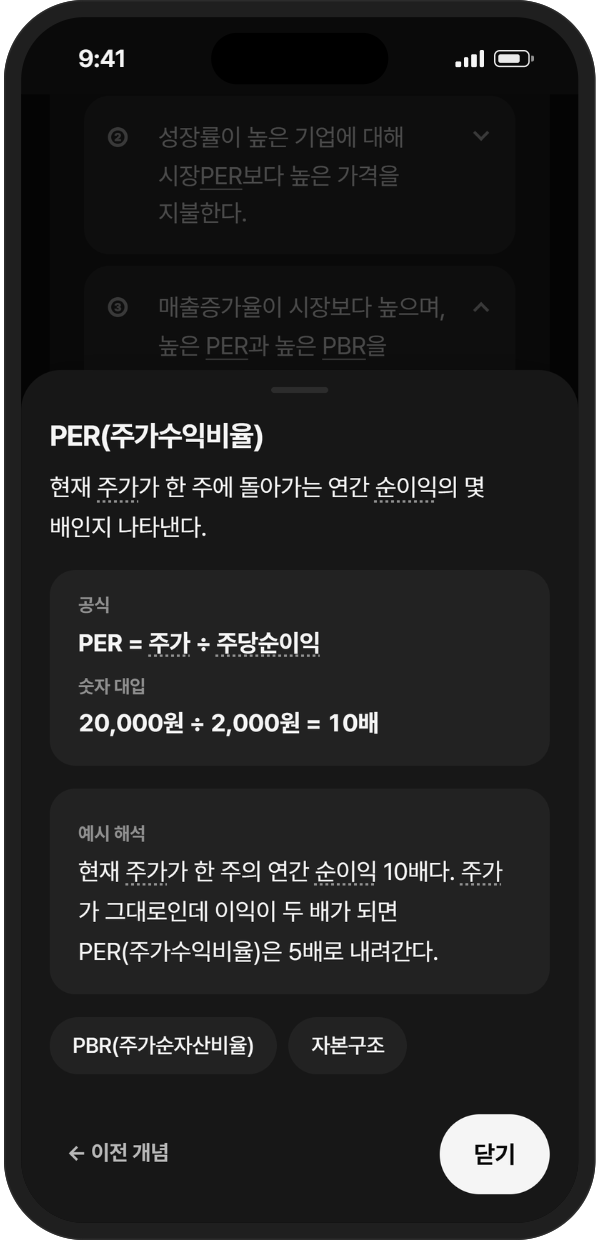 9:41
② 성장률이 높은 기업에 대해
시장PER보다 높은 가격을
지불한다.
③ 매출증가율이 시장보다 높으며,
높은 PER과 높은 PBR을
PER(주가수익비율)
현재 주가가 한 주에 돌아가는 연간 순이익의 몇
배인지 나타낸다.
공식
PER = 주가 ÷ 주당순이익
숫자 대입
20,000원 ÷ 2,000원 = 10배
예시 해석
현재 주가가 한 주의 연간 순이익 10배다. 주가
가 그대로인데 이익이 두 배가 되면
PER(주가수익비율)은 5배로 내려간다.
PBR(주가순자산비율) 자본구조
← 이전 개념 닫기